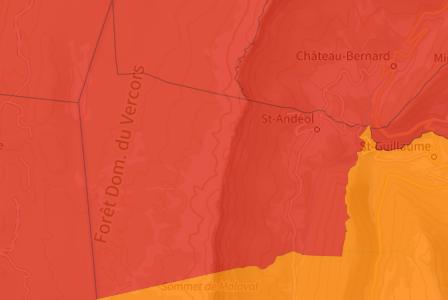 Château-Bernard
St-Andéol
St-Guillaume
Forêt Dom. du Vercors
Sommet de Malaval